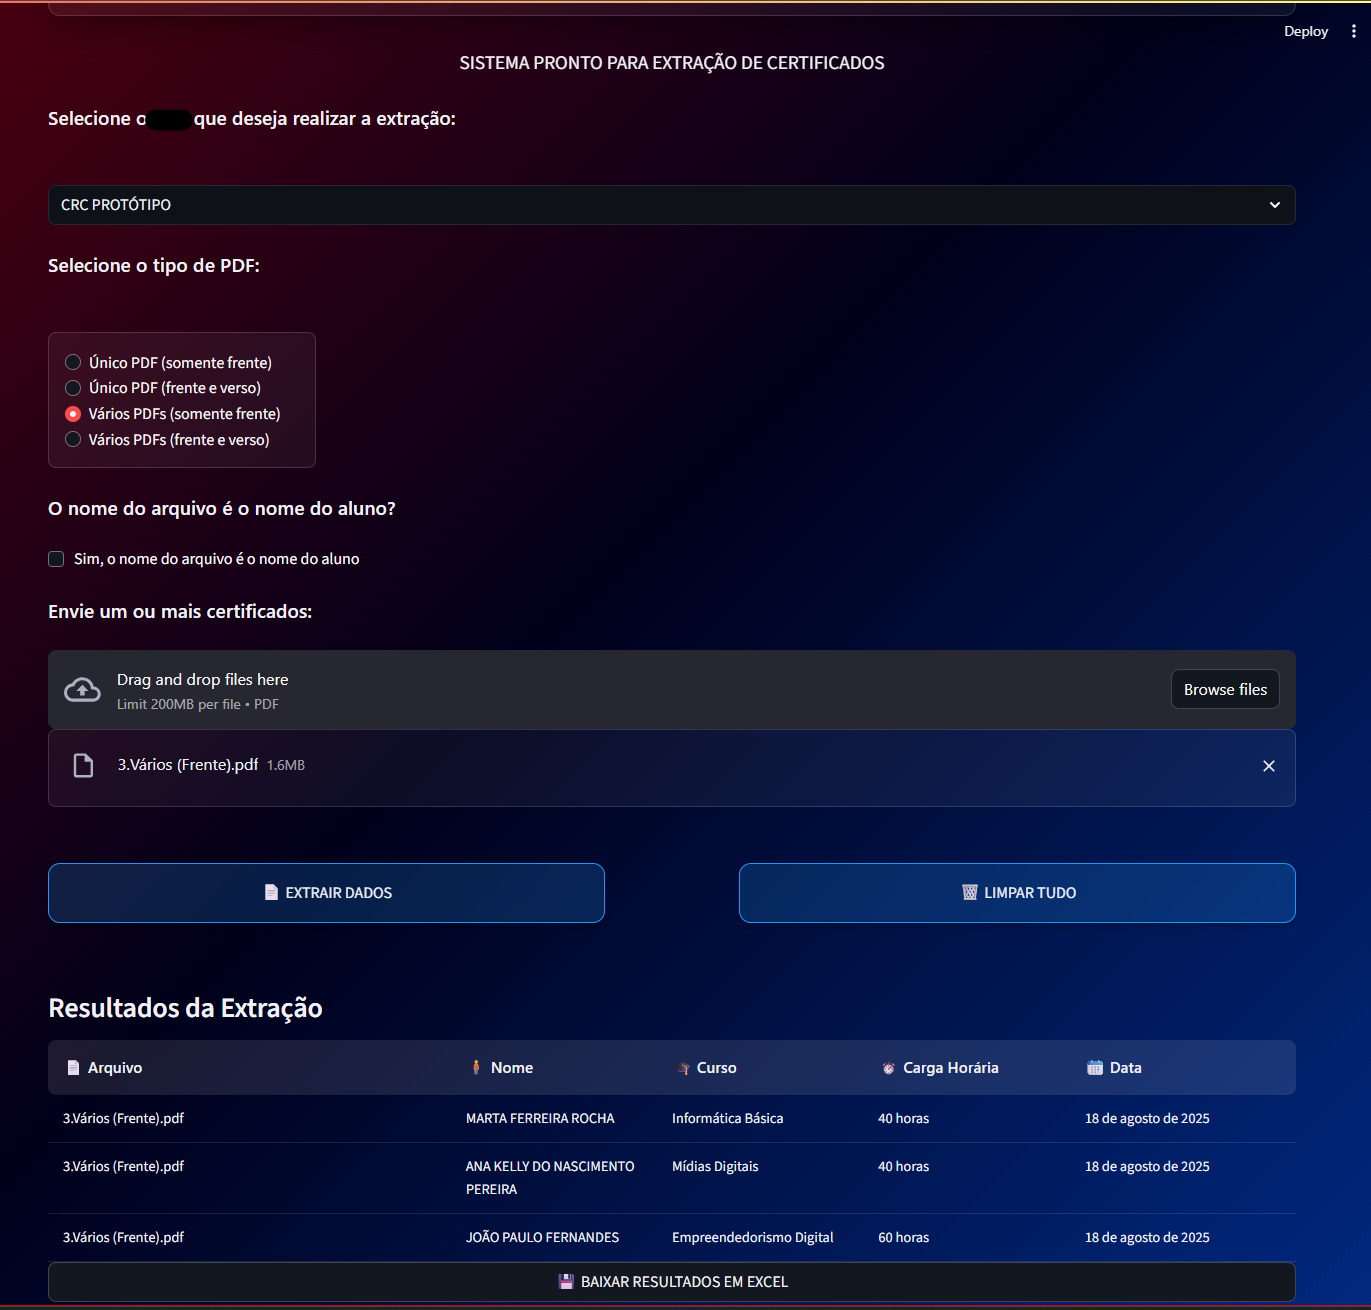 Deploy
SISTEMA PRONTO PARA EXTRAÇÃO DE CERTIFICADOS
Selecione o que deseja realizar a extração:
CRC PROTÓTIPO
Selecione o tipo de PDF:
Único PDF (somente frente)
Único PDF (frente e verso)
Vários PDFs (somente frente)
Vários PDFs (frente e verso)
O nome do arquivo é o nome do aluno?
Sim, o nome do arquivo é o nome do aluno
Envie um ou mais certificados:
Drag and drop files here
Limit 200MB per file • PDF
Browse files
3.Vários (Frente).pdf 1.6MB
EXTRAIR DADOS
LIMPAR TUDO
Resultados da Extração
Arquivo Nome Curso Carga Horária Data
3.Vários (Frente).pdf MARTA FERREIRA ROCHA Informática Básica 40 horas 18 de agosto de 2025
3.Vários (Frente).pdf ANA KELLY DO NASCIMENTO Mídias Digitais 40 horas 18 de agosto de 2025
PEREIRA
3.Vários (Frente).pdf JOÃO PAULO FERNANDES Empreendedorismo Digital 60 horas 18 de agosto de 2025
BAIXAR RESULTADOS EM EXCEL